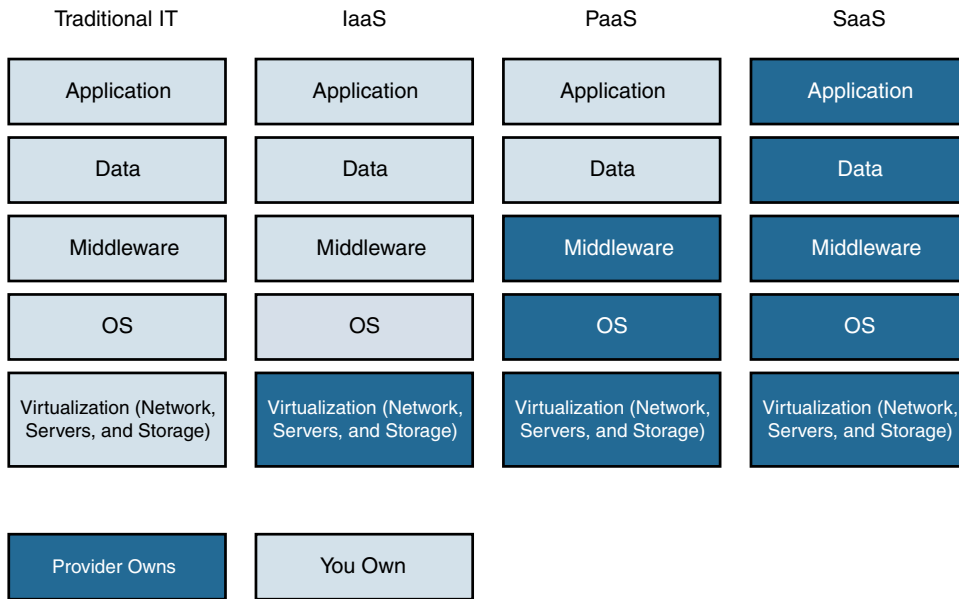 Traditional IT IaaS PaaS SaaS
Application Application Application Application
Data Data Data Data
Middleware Middleware Middleware Middleware
OS OS OS OS
Virtualization (Network, Virtualization (Network, Virtualization (Network, Virtualization (Network,
Servers, and Storage) Servers, and Storage) Servers, and Storage) Servers, and Storage)
Provider Owns You Own